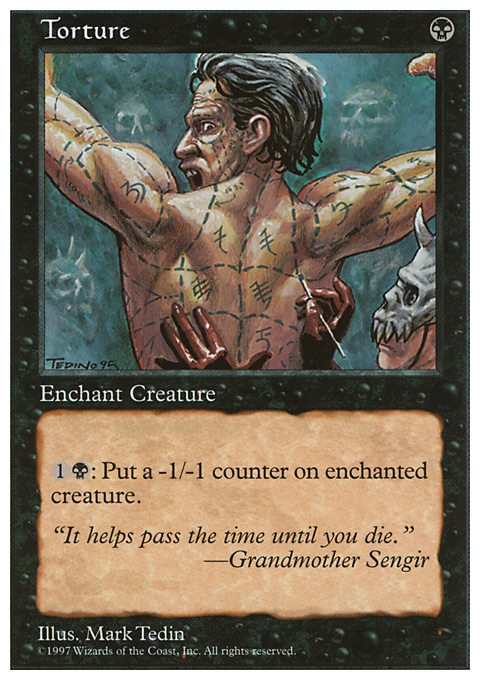 Torture
TEDIN 95
Enchant Creature
1 : Put a -1/-1 counter on enchanted
creature.
“It helps pass the time until you die.”
—Grandmother Sengir
Illus. Mark Tedin
©1997 Wizards of the Coast, Inc. All rights reserved.